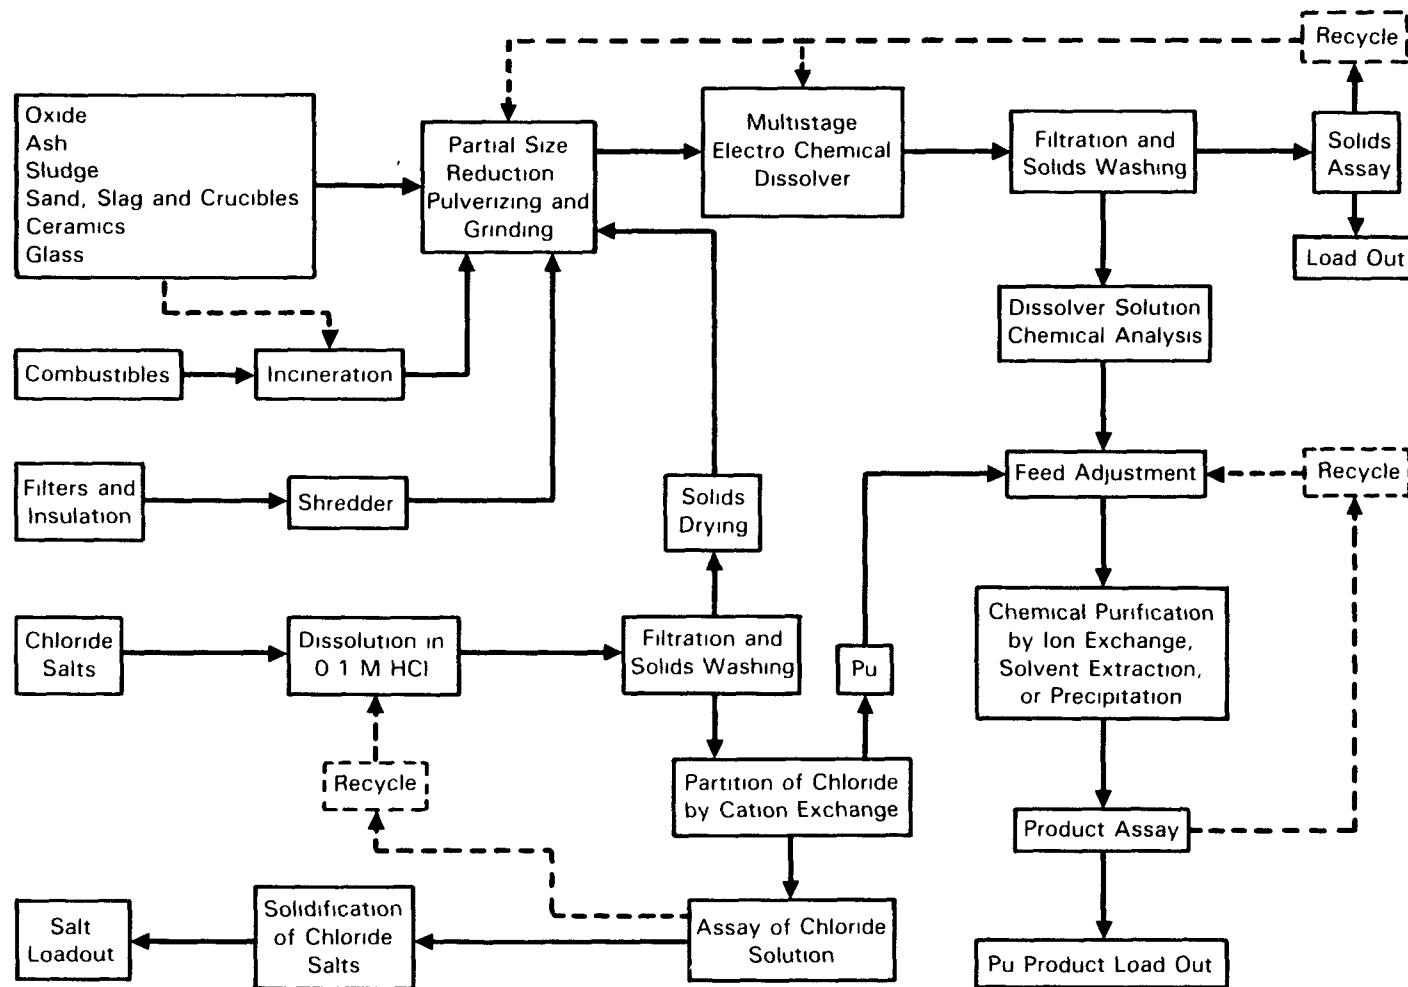 Recycle
Oxide
Ash
Sludge
Sand, Slag and Crucibles
Ceramics
Glass
Partial Size
Reduction
Pulverizing and
Grinding
Multistage
Electro Chemical
Dissolver
Filtration and
Solids Washing
Solids
Assay
Load Out
Dissolver Solution
Chemical Analysis
Combustibles
Incineration
Feed Adjustment
Recycle
Filters and
Insulation
Shredder
Solids
Drying
Chloride
Salts
Dissolution in
0 1 M HCl
Filtration and
Solids Washing
Pu
Chemical Purification
by Ion Exchange,
Solvent Extraction,
or Precipitation
Recycle
Partition of Chloride
by Cation Exchange
Product Assay
Salt
Loadout
Solidification
of Chloride
Salts
Assay of Chloride
Solution
Pu Product Load Out